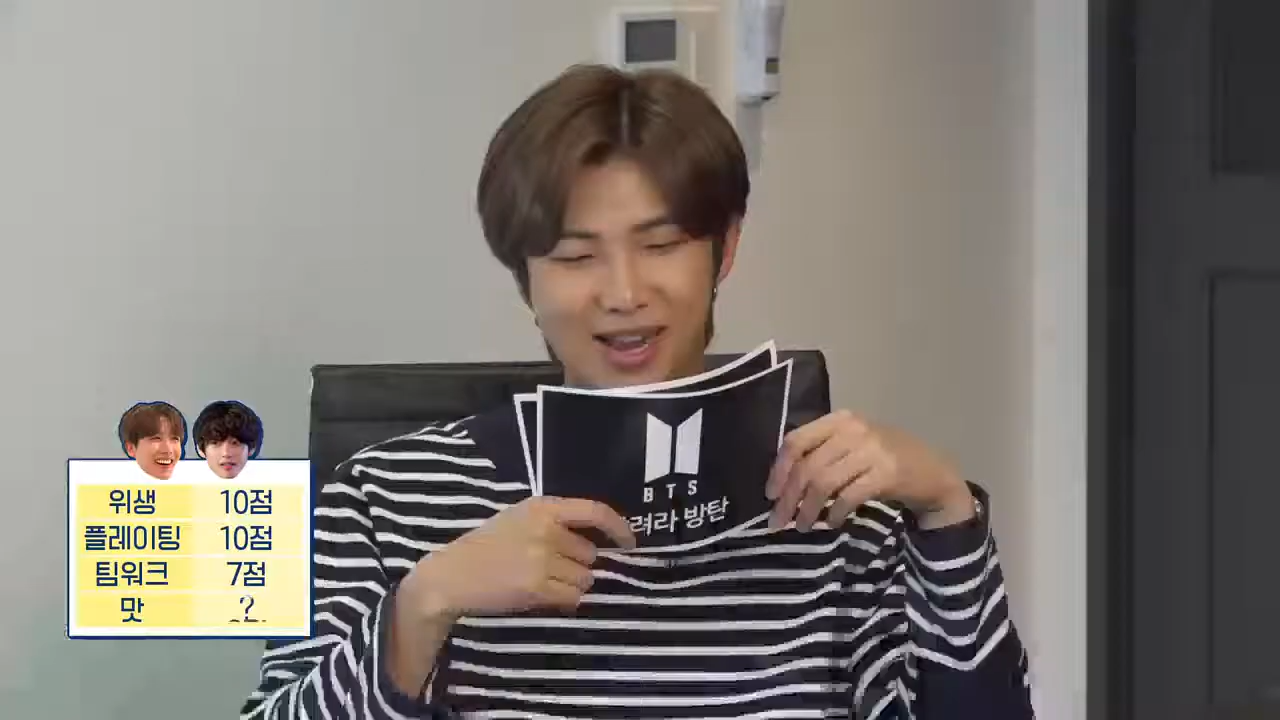 BTS
려라 방탄
위생 10점
플레이팅 10점
팀워크 7점
맛 ?